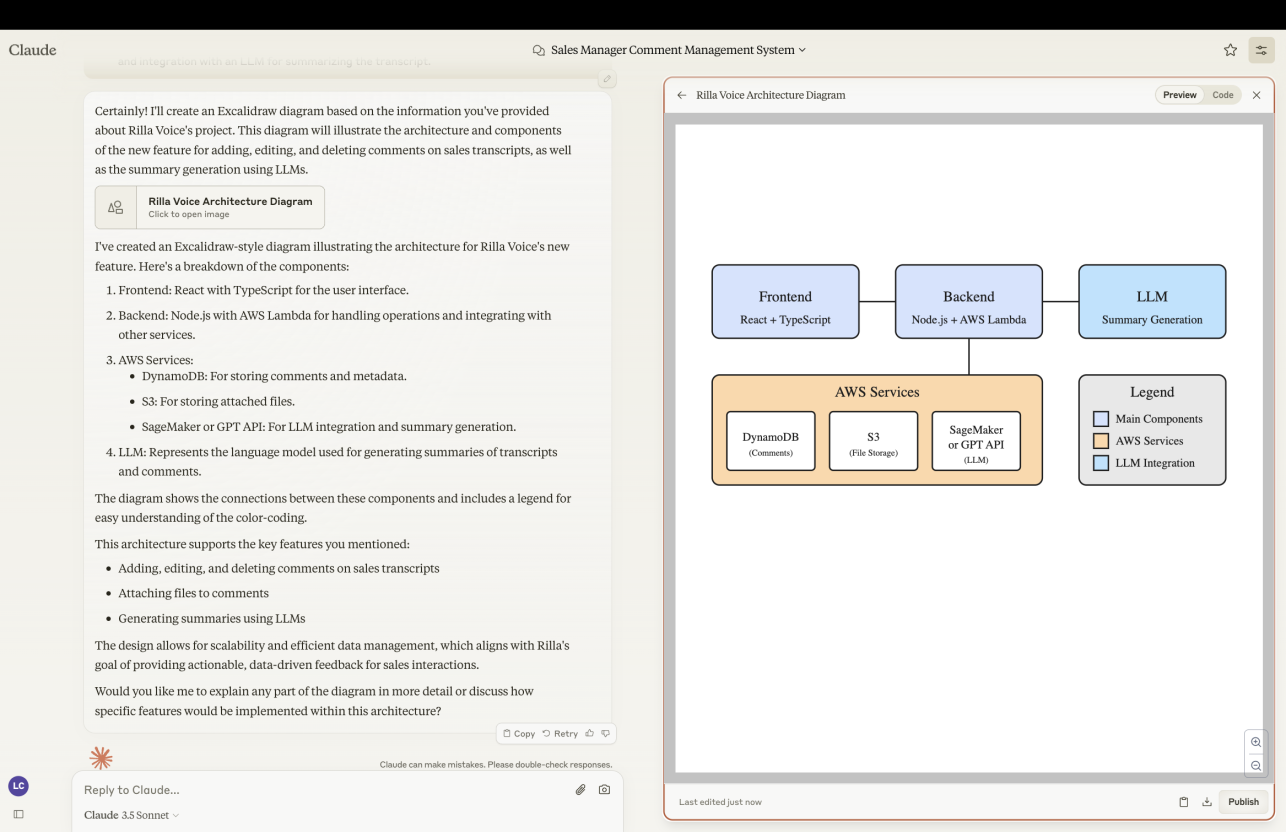 Claude
Sales Manager Comment Management System
and integration with an LLM for summarizing the transcript.
Certainly! I'll create an Excalidraw diagram based on the information you've provided
about Rilla Voice's project. This diagram will illustrate the architecture and components
of the new feature for adding, editing, and deleting comments on sales transcripts, as well
as the summary generation using LLMs.
Rilla Voice Architecture Diagram
Click to open image
I've created an Excalidraw-style diagram illustrating the architecture for Rilla Voice's new
feature. Here's a breakdown of the components:
1. Frontend: React with TypeScript for the user interface.
2. Backend: Node.js with AWS Lambda for handling operations and integrating with
other services.
3. AWS Services:
• DynamoDB: For storing comments and metadata.
• S3: For storing attached files.
• SageMaker or GPT API: For LLM integration and summary generation.
4. LLM: Represents the language model used for generating summaries of transcripts
and comments.
The diagram shows the connections between these components and includes a legend for
easy understanding of the color-coding.
This architecture supports the key features you mentioned:
• Adding, editing, and deleting comments on sales transcripts
• Attaching files to comments
• Generating summaries using LLMs
The design allows for scalability and efficient data management, which aligns with Rilla's
goal of providing actionable, data-driven feedback for sales interactions.
Would you like me to explain any part of the diagram in more detail or discuss how
specific features would be implemented within this architecture?
Copy Retry
Claude can make mistakes. Please double-check responses.
LC
Reply to Claude...
Claude 3.5 Sonnet
Rilla Voice Architecture Diagram
Preview Code
Frontend
React + TypeScript
Backend
Node.js + AWS Lambda
LLM
Summary Generation
AWS Services
DynamoDB
(Comments)
S3
(File Storage)
SageMaker
or GPT API
(LLM)
Legend
Main Components
AWS Services
LLM Integration
Last edited just now
Publish